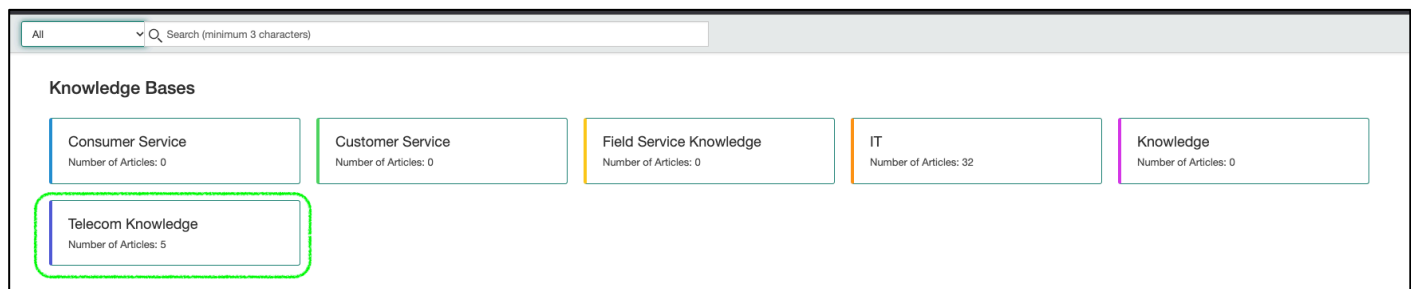 All
Search (minimum 3 characters)
Knowledge Bases
Consumer Service
Number of Articles: 0
Customer Service
Number of Articles: 0
Field Service Knowledge
Number of Articles: 0
IT
Number of Articles: 32
Knowledge
Number of Articles: 0
Telecom Knowledge
Number of Articles: 5